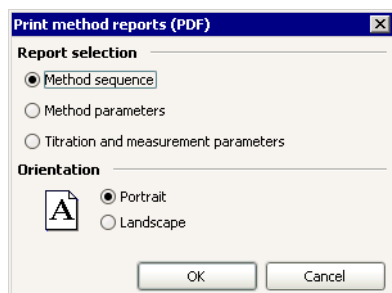 Print method reports (PDF)
Report selection
Method sequence
Method parameters
Titration and measurement parameters
Orientation
A
Portrait
Landscape
OK Cancel